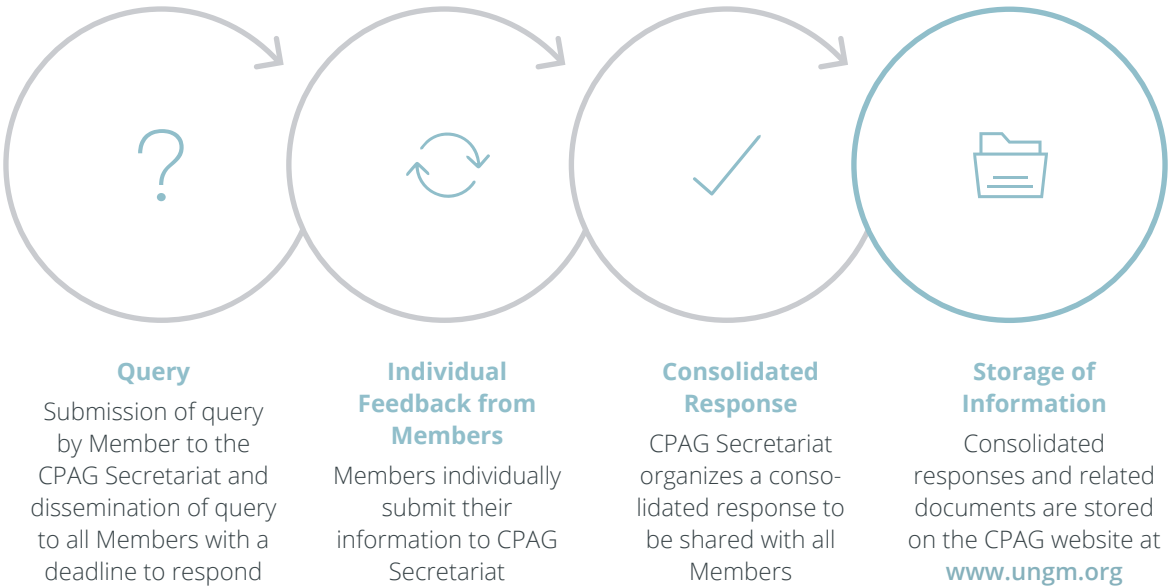 ?
Query
Submission of query
by Member to the
CPAG Secretariat and
dissemination of query
to all Members with a
deadline to respond
Individual
Feedback from
Members
Members individually
submit their
information to CPAG
Secretariat
Consolidated
Response
CPAG Secretariat
organizes a conso-
lidated response to
be shared with all
Members
Storage of
Information
Consolidated
responses and related
documents are stored
on the CPAG website at
www.ungm.org